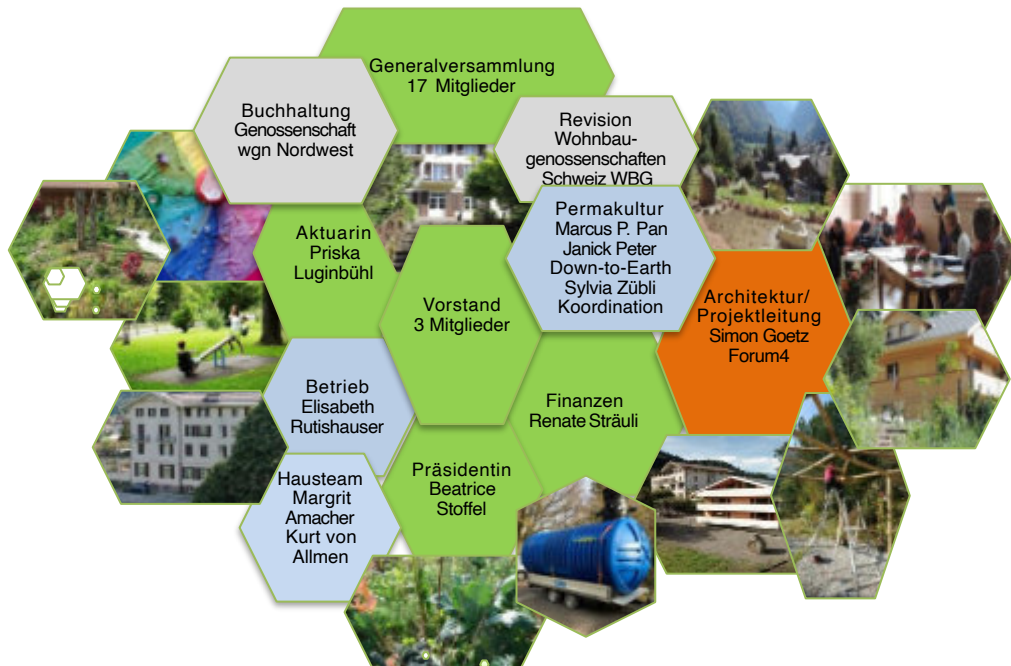 Generalversammlung
17 Mitglieder
Buchhaltung
Genossenschaft
wgn Nordwest
Revision
Wohnbau-
genossenschaften
Schweiz WBG
Aktuarin
Priska
Luginbühl
Vorstand
3 Mitglieder
Permakultur
Marcus P. Pan
Janick Peter
Down-to-Earth
Sylvia Zübli
Koordination
Architektur/
Projektleitung
Simon Goetz
Forum4
Betrieb
Elisabeth
Rutishauser
Finanzen
Renate Sträuli
Präsidentin
Beatrice
Stoffel
Hausteam
Margrit
Amacher
Kurt von
Allmen